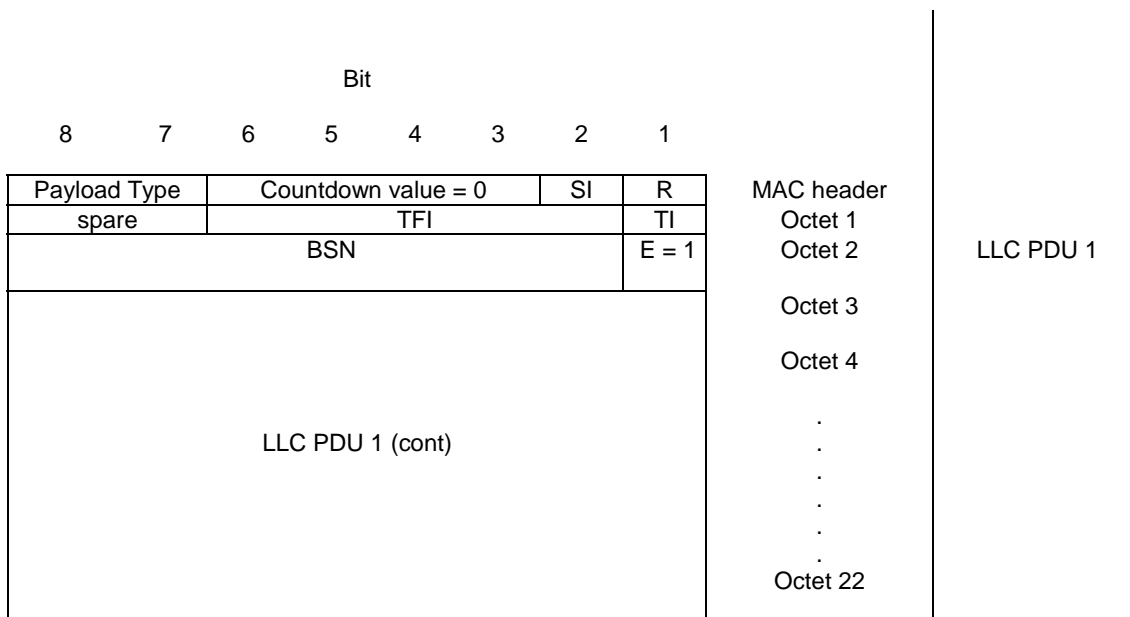 Bit
8 7 6 5 4 3 2 1
Payload Type Countdown value = 0 SI R MAC header
spare TFI TI Octet 1
BSN E = 1 Octet 2 LLC PDU 1
Octet 3
Octet 4
.
LLC PDU 1 (cont) .
.
.
.
.
Octet 22